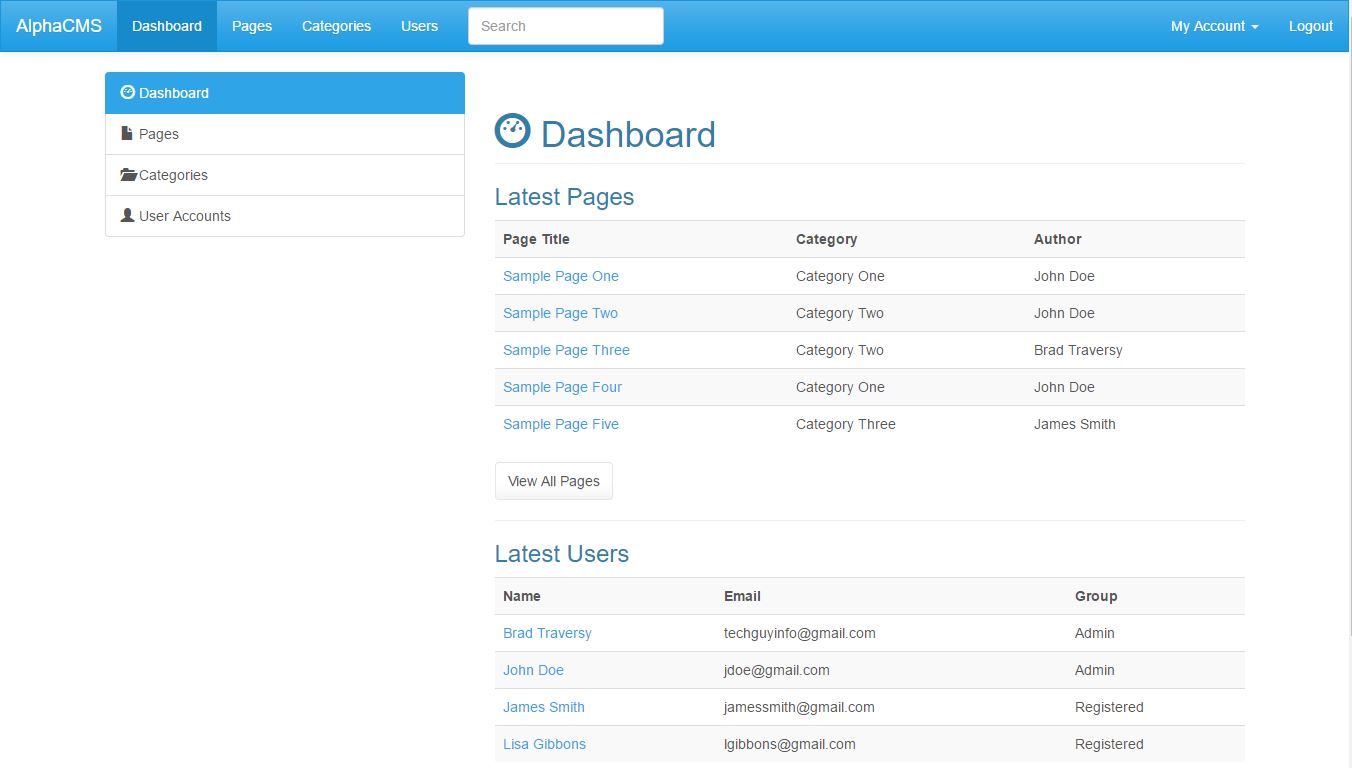 AlphaCMS Dashboard Pages Categories Users Search My Account Logout
Dashboard
Pages
Categories
User Accounts
Dashboard
Latest Pages
Page Title Category Author
Sample Page One Category One John Doe
Sample Page Two Category Two John Doe
Sample Page Three Category Two Brad Traversy
Sample Page Four Category One John Doe
Sample Page Five Category Three James Smith
View All Pages
Latest Users
Name Email Group
Brad Traversy techguyinfo@gmail.com Admin
John Doe jdoe@gmail.com Admin
James Smith jamessmith@gmail.com Registered
Lisa Gibbons lgibbons@gmail.com Registered